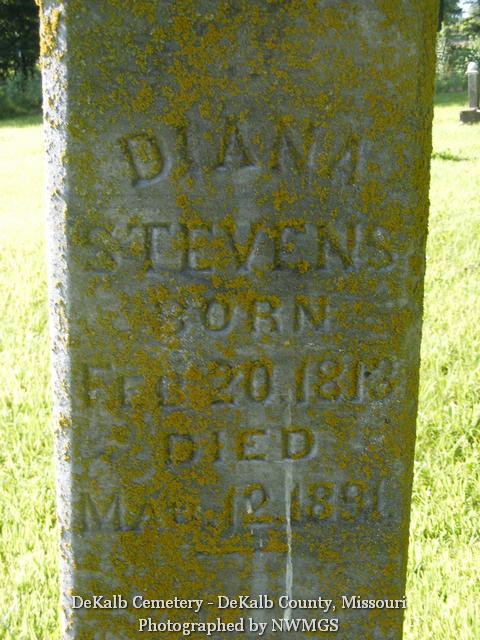 DIANA
STEVENS
BORN
FEB. 20, 1813
DIED
MAR. 12, 1891.
DeKalb Cemetery - DeKalb County, Missouri
Photographed by NWMGS